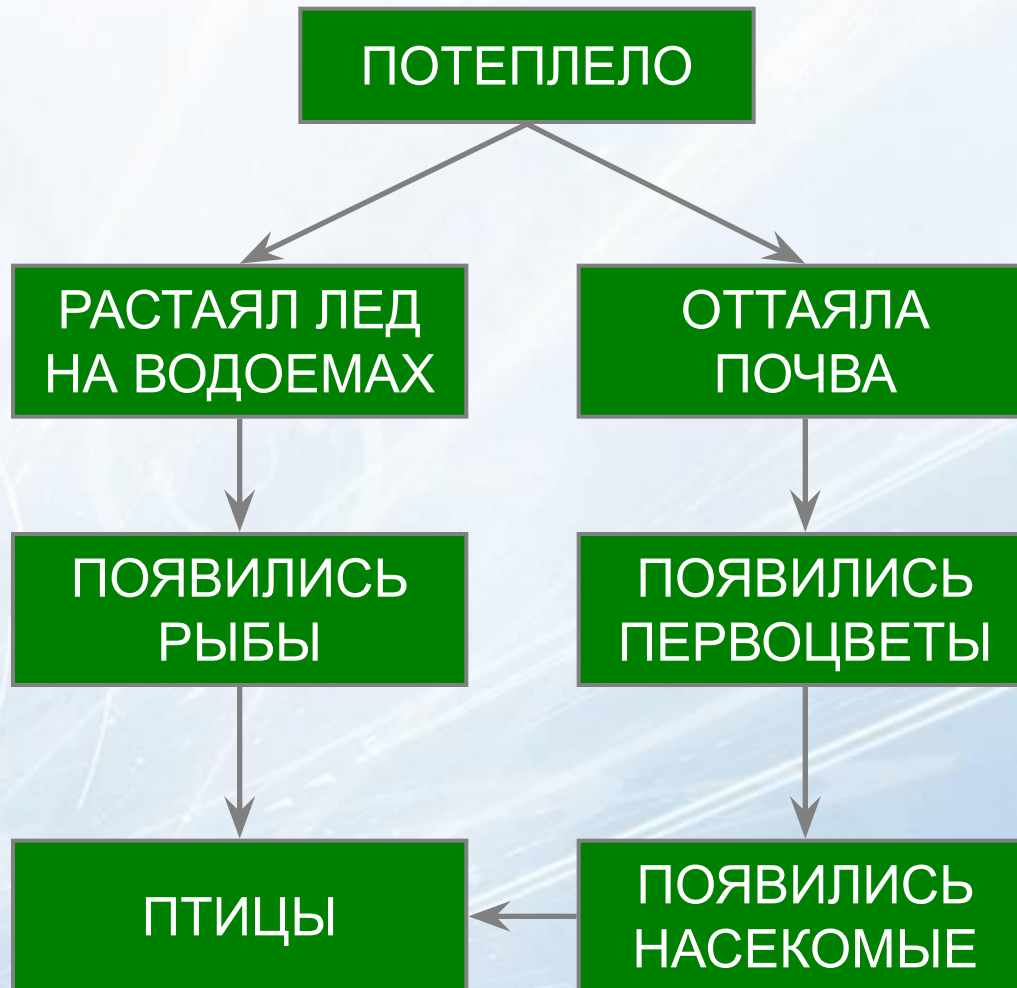 ПОТЕПЛЕЛО
РАСТАЯЛ ЛЕД
НА ВОДОЕМАХ
ОТТАЯЛА
ПОЧВА
ПОЯВИЛИСЬ
РЫБЫ
ПОЯВИЛИСЬ
ПЕРВОЦВЕТЫ
ПТИЦЫ
ПОЯВИЛИСЬ
НАСЕКОМЫЕ